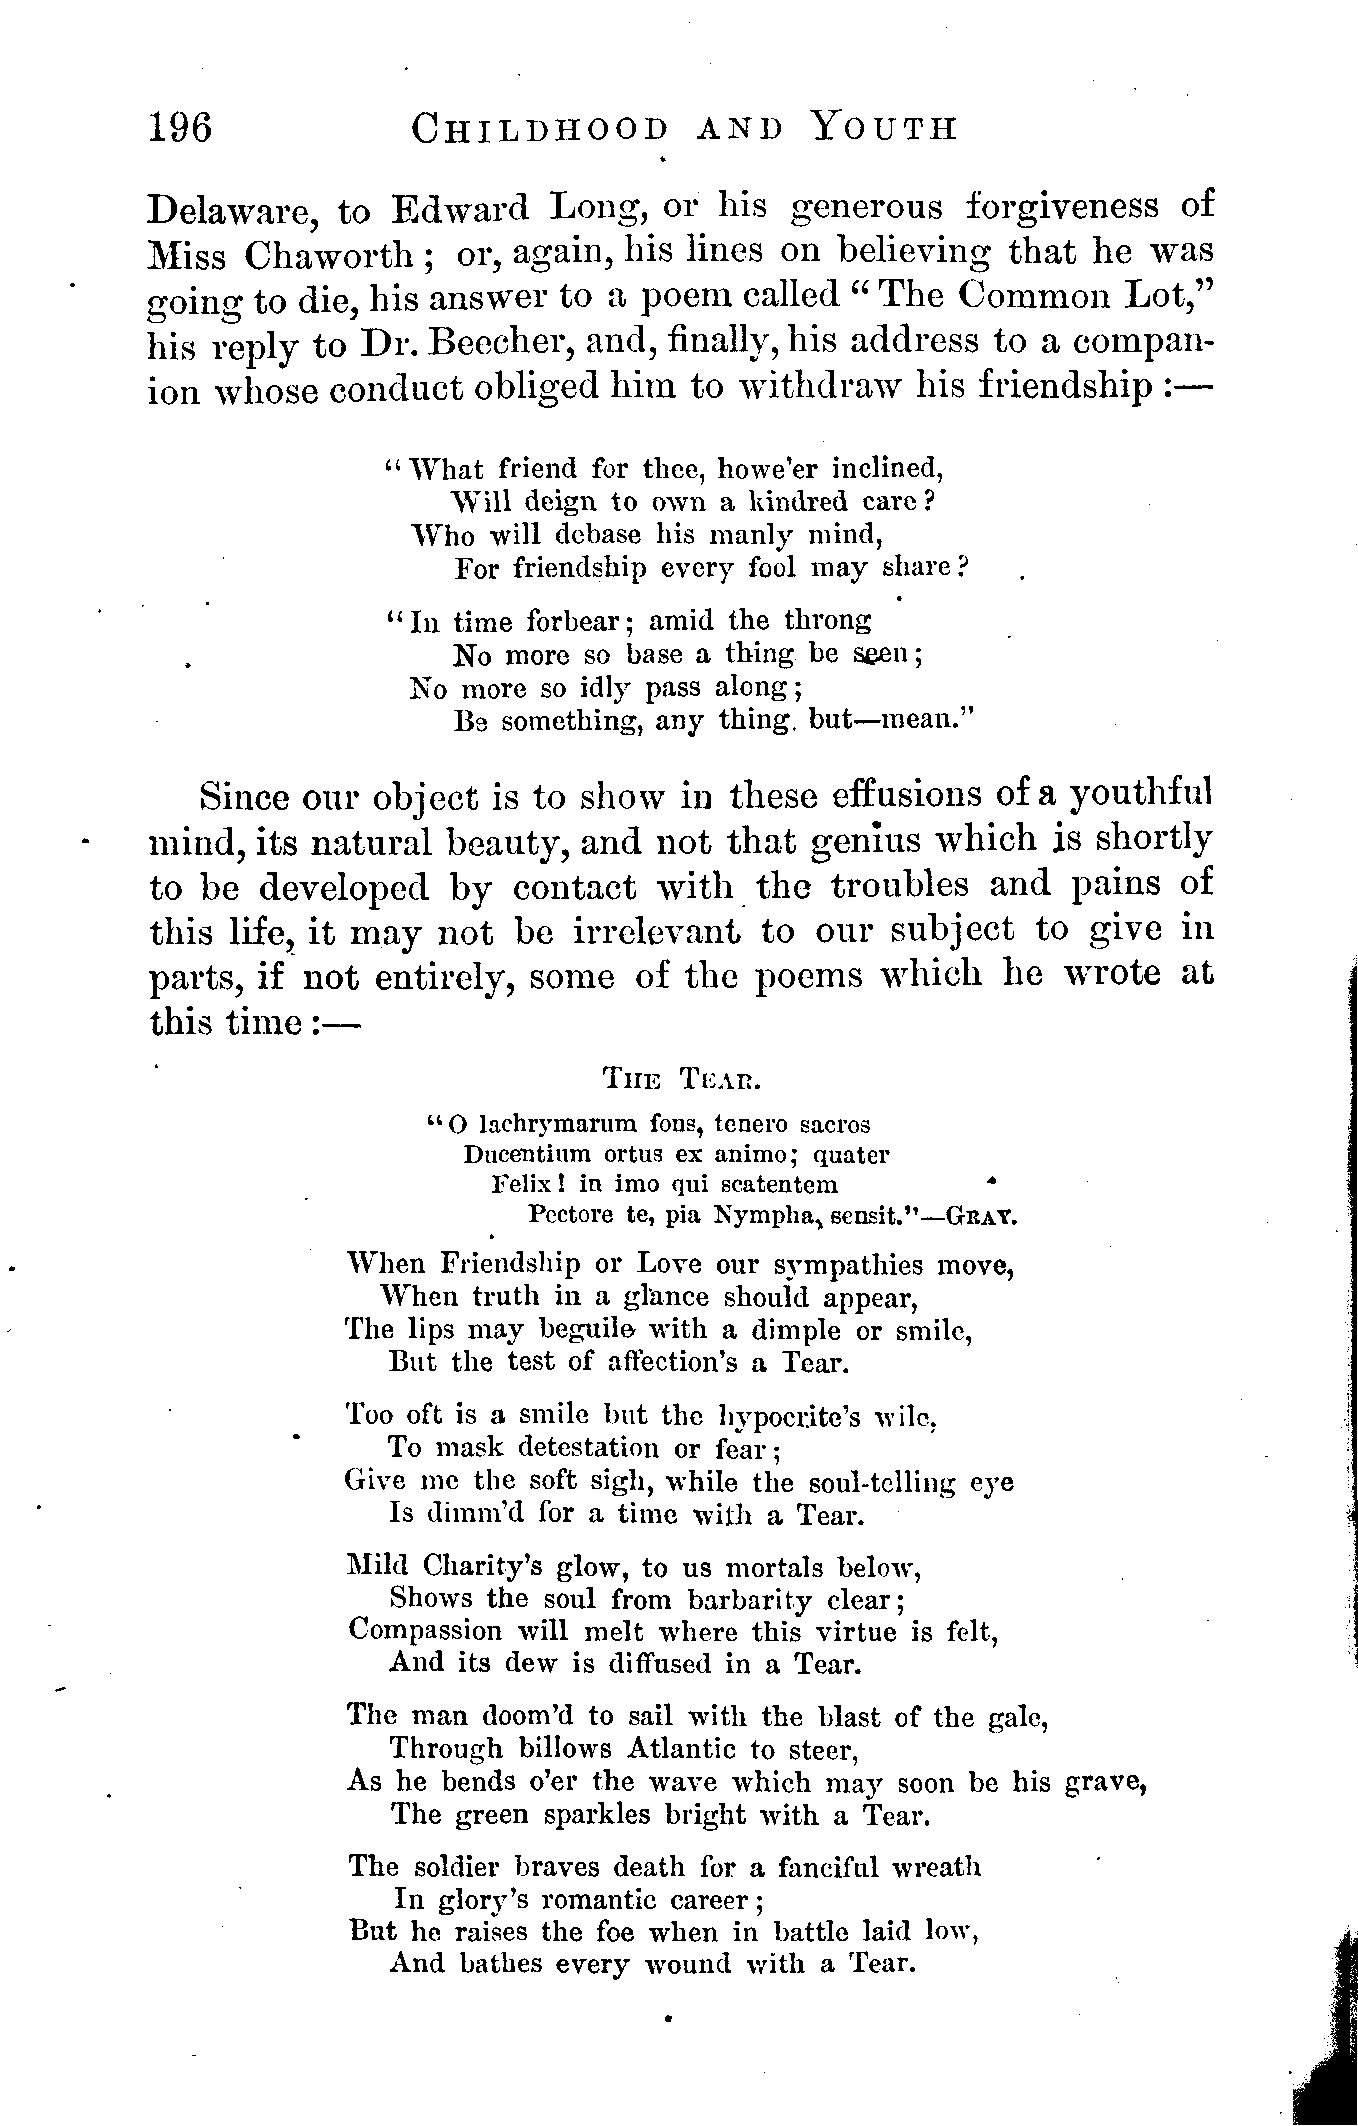 196 CHILDHOOD AND YOUTH
Delaware, to Edward Long, or his generous forgiveness of
Miss Chaworth; or, again, his lines on believing that he was
going to die, his answer to a poem called "The Common Lot,"
his reply to Dr. Beecher, and, finally, his address to a compan-
ion whose conduct obliged him to withdraw his friendship:—
"What friend for thee, howe'er inclined,
Will deign to own a kindred care?
Who will debase his manly mind,
For friendship every fool may share?
"In time forbear; amid the throng
No more so base a thing be seen;
No more so idly pass along;
Be something, any thing, but—mean."
Since our object is to show in these effusions of a youthful
mind, its natural beauty, and not that genius which is shortly
to be developed by contact with the troubles and pains of
this life, it may not be irrelevant to our subject to give in
parts, if not entirely, some of the poems which he wrote at
this time:—
THE TEAR.
"O lachrymarum fons, tenero sacros
Ducentium ortus ex animo; quater
Felix! in imo qui scatentem
Pectore te, pia Nympha, sensit."—GRAY.
When Friendship or Love our sympathies move,
When truth in a glance should appear,
The lips may beguile with a dimple or smile,
But the test of affection's a Tear.
Too oft is a smile but the hypocrite's wile,
To mask detestation or fear;
Give me the soft sigh, while the soul-telling eye
Is dimm'd for a time with a Tear.
Mild Charity's glow, to us mortals below,
Shows the soul from barbarity clear;
Compassion will melt where this virtue is felt,
And its dew is diffused in a Tear.
The man doom'd to sail with the blast of the gale,
Through billows Atlantic to steer,
As he bends o'er the wave which may soon be his grave,
The green sparkles bright with a Tear.
The soldier braves death for a fanciful wreath
In glory's romantic career;
But he raises the foe when in battle laid low,
And bathes every wound with a Tear.